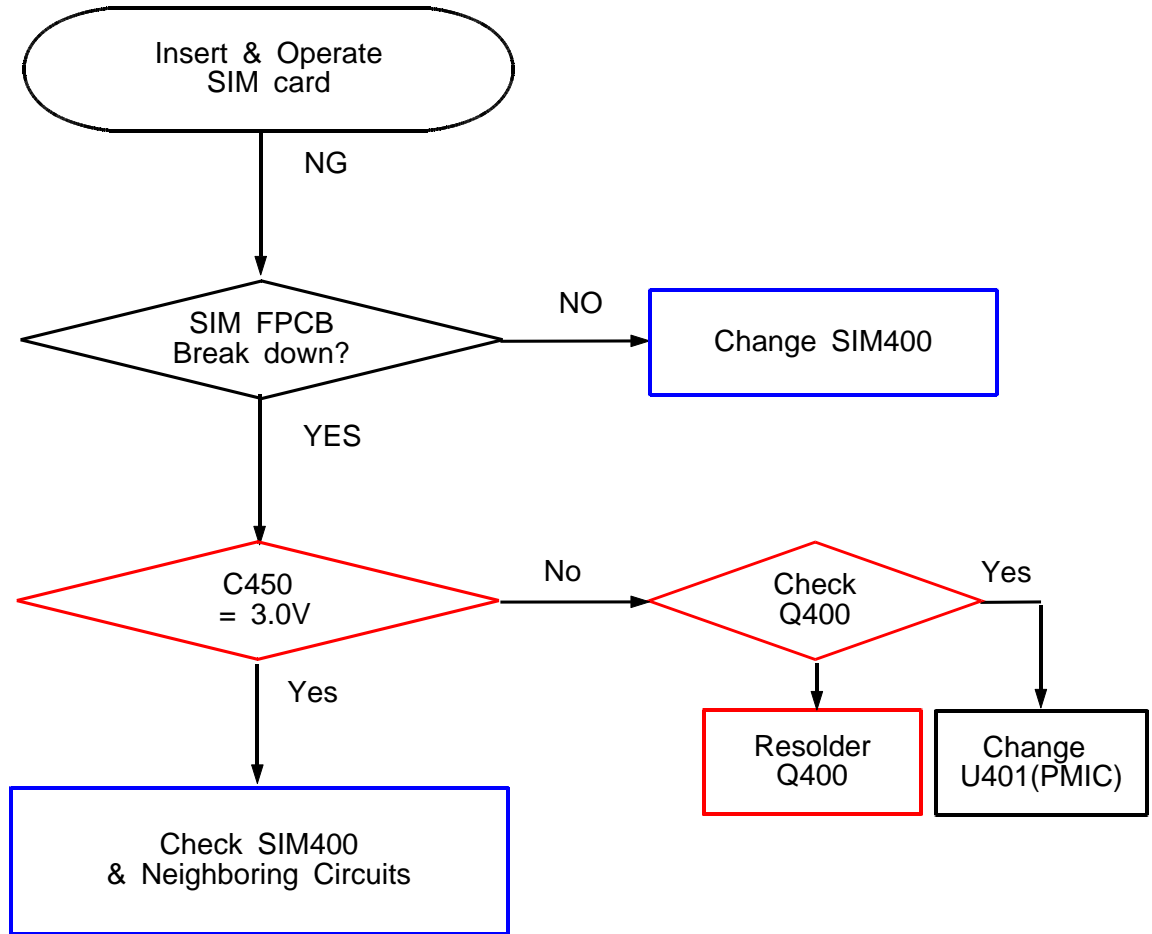 Insert & Operate
SIM card
NG
SIM FPCB
Break down?
NO
Change SIM400
YES
C450
= 3.0V
No
Check
Q400
Yes
Yes
Resolder
Q400
Change
U401(PMIC)
Check SIM400
& Neighboring Circuits